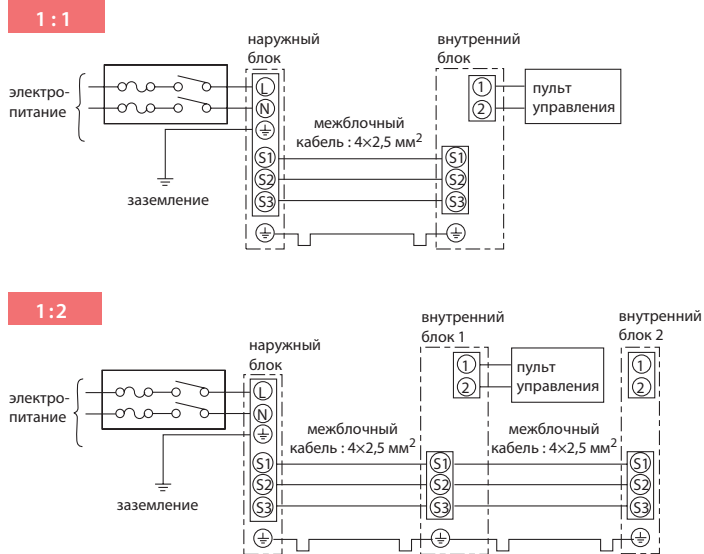 1 : 1
наружный
блок
внутренний
блок
электро-
питание
L
N
1
2
пульт
управления
межблочный
кабель : 4×2,5 мм²
S1
S2
S3
S1
S2
S3
заземление
1:2
наружный
блок
внутренний
блок 1
внутренний
блок 2
электро-
питание
L
N
1
2
пульт
управления
1
2
межблочный
кабель : 4×2,5 мм²
межблочный
кабель : 4×2,5 мм²
S1
S2
S3
S1
S2
S3
S1
S2
S3
заземление